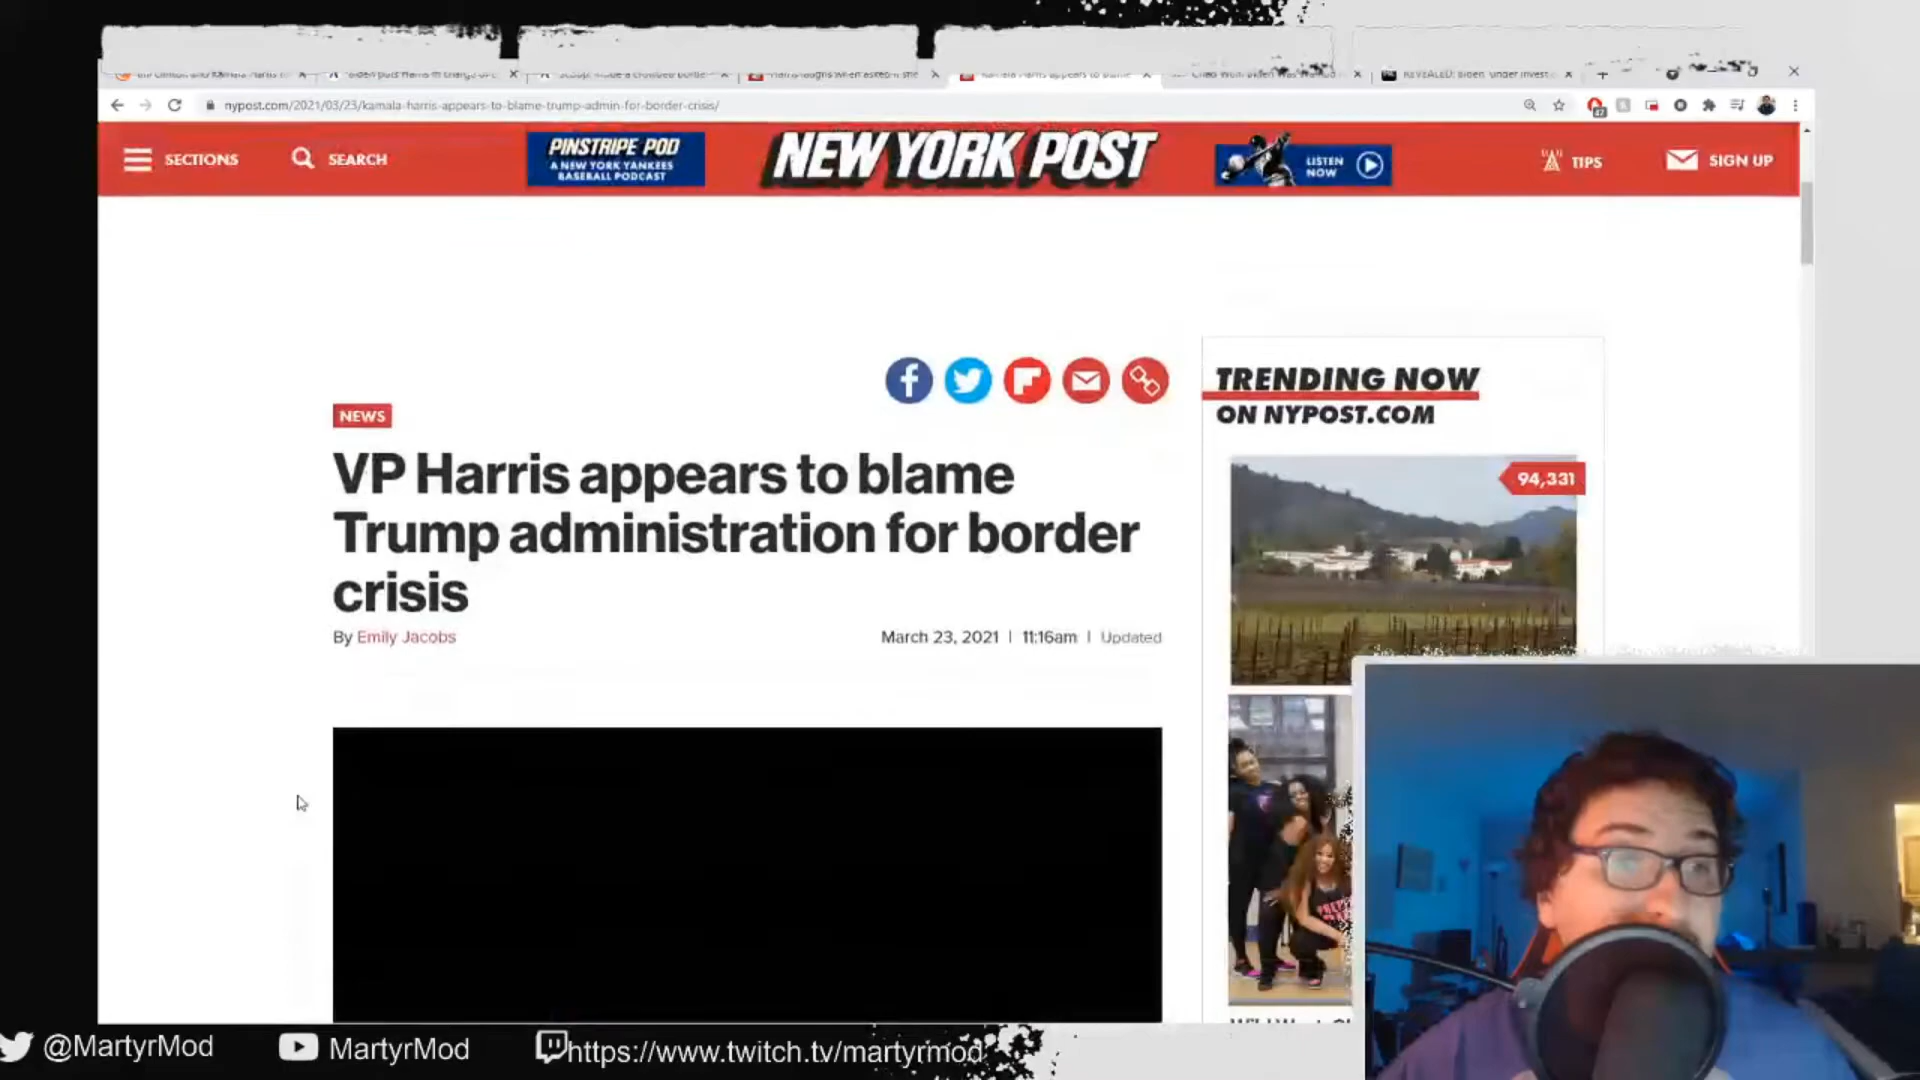 nypost.com/2021/03/23/kamala-harris-appears-to-blame-trump-admin-for-border-crisis/
SECTIONS
SEARCH
PINSTRIPE POD
A NEW YORK YANKEES
BASEBALL PODCAST
NEW YORK POST
LISTEN
NOW
TIPS
SIGN UP
NEWS
VP Harris appears to blame
Trump administration for border
crisis
By Emily Jacobs
March 23, 2021 | 11:16am | Updated
TRENDING NOW
ON NYPOST.COM
94,331
@MartyrMod
MartyrMod
https://www.twitch.tv/martyrmod